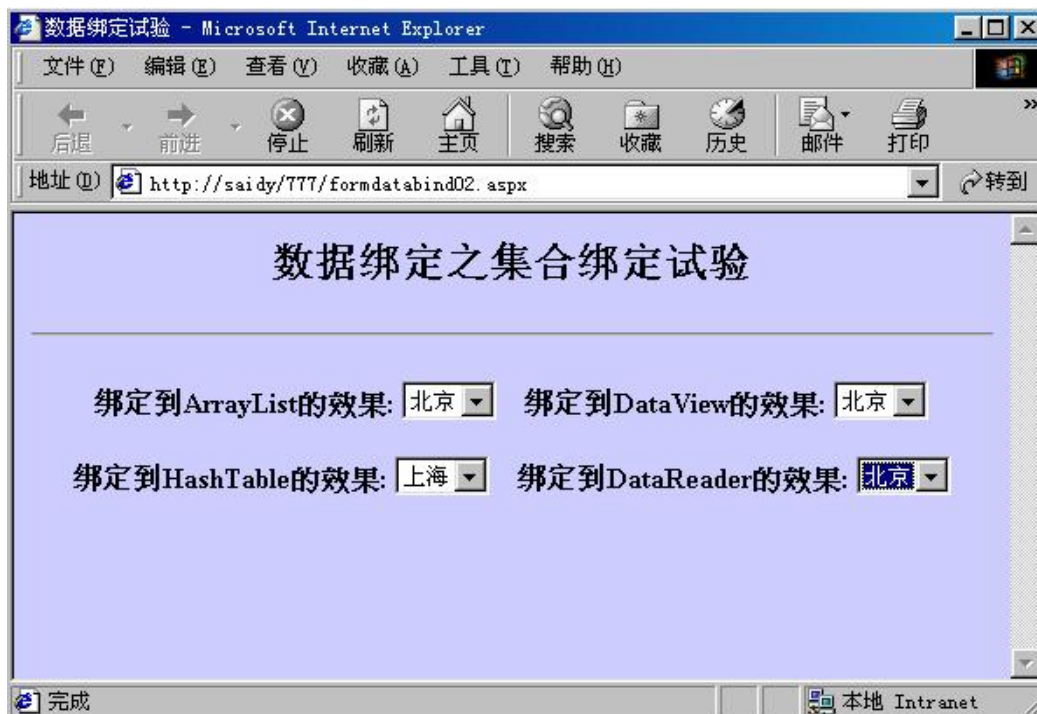 数据绑定试验 - Microsoft Internet Explorer
文件(F) 编辑(E) 查看(V) 收藏(A) 工具(T) 帮助(H)
后退 前进 停止 刷新 主页 搜索 收藏 历史 邮件 打印 »
地址(D) http://saidy/777/formdatabind02.aspx 转到
数据绑定之集合绑定试验
绑定到ArrayList的效果: 北京 绑定到DataView的效果: 北京
绑定到HashTable的效果: 上海 绑定到DataReader的效果: 北京
完成 本地 Intranet